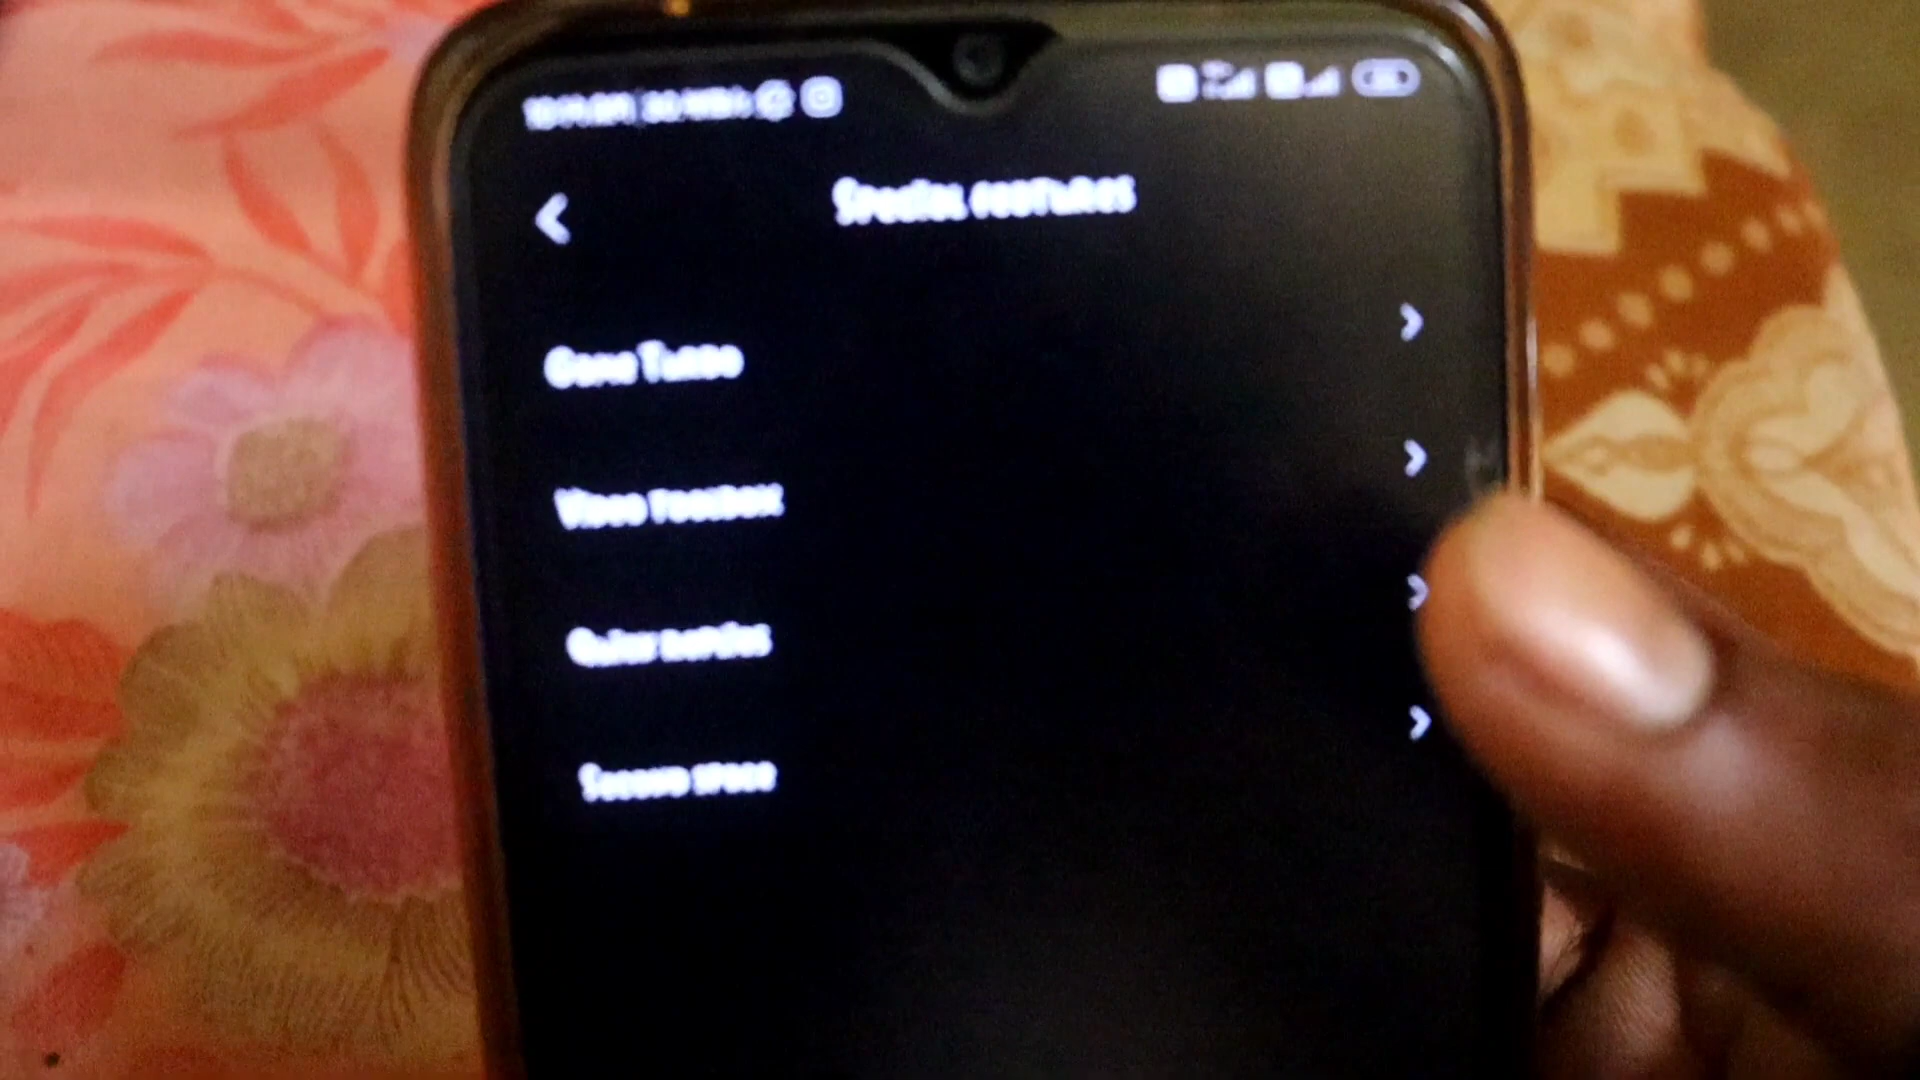 Special features
Game Turbo
Video toolbox
Quick replies
Second space